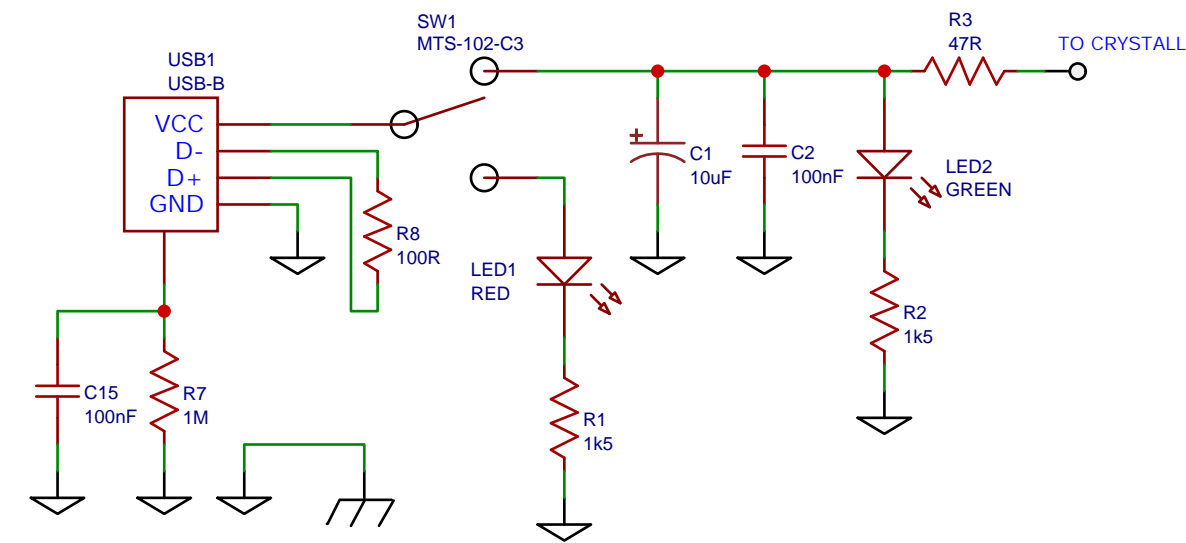 SW1
MTS-102-C3
R3
47R
TO CRYSTALL
USB1
USB-B
VCC
D-
D+
GND
R8
100R
LED1
RED
+
C1
10uF
C2
100nF
LED2
GREEN
R2
1k5
C15
100nF
R7
1M
R1
1k5